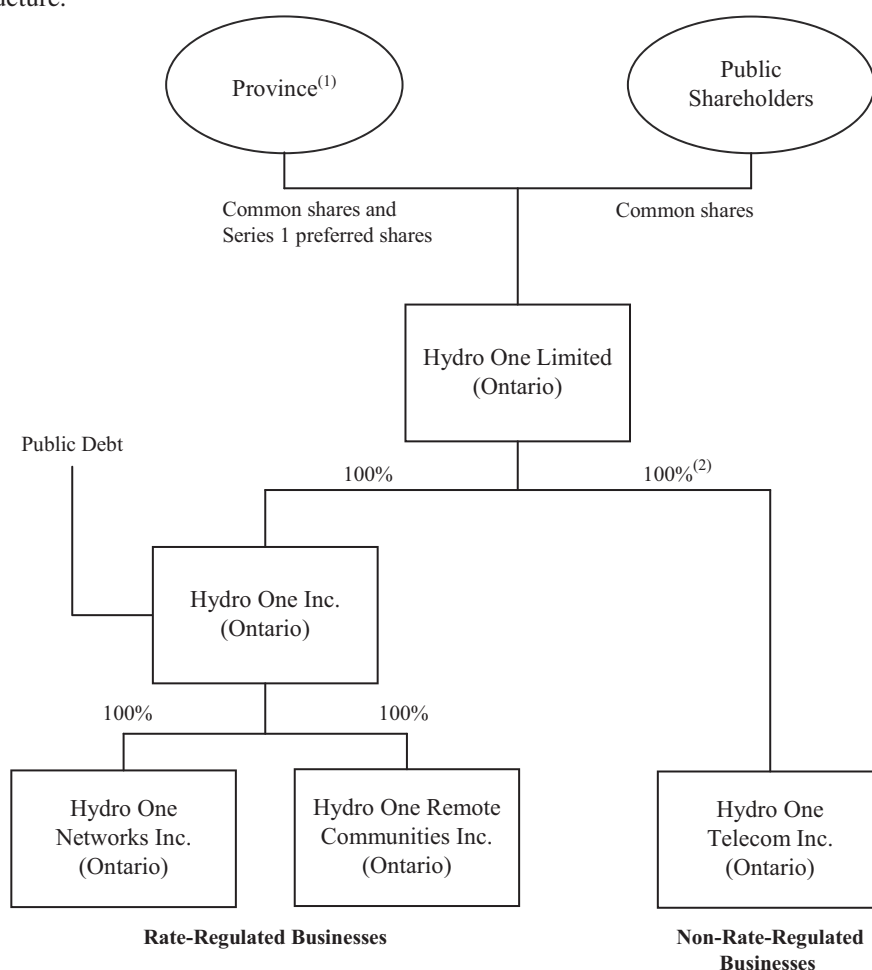 ucture.
Province(1)
Public
Shareholders
Common shares and
Series 1 preferred shares
Common shares
Hydro One Limited
(Ontario)
Public Debt
100%
100%(2)
Hydro One Inc.
(Ontario)
100%
100%
Hydro One
Networks Inc.
(Ontario)
Hydro One Remote
Communities Inc.
(Ontario)
Hydro One
Telecom Inc.
(Ontario)
Rate-Regulated Businesses
Non-Rate-Regulated
Businesses